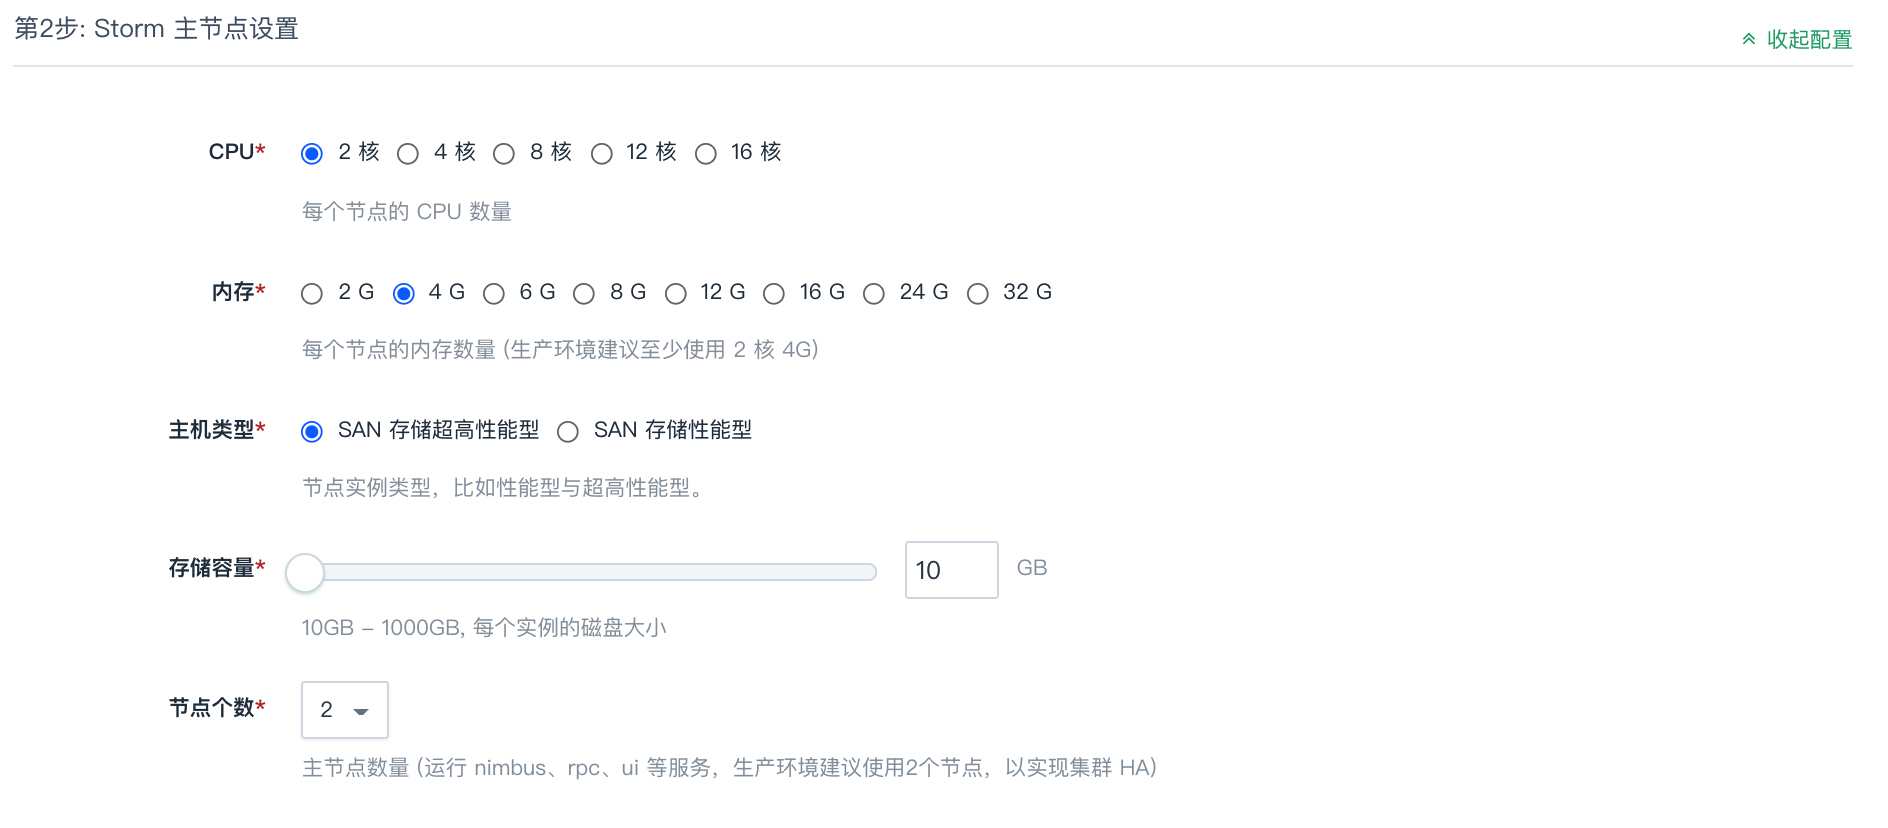 第2步: Storm 主节点设置
收起配置
CPU* 2 核 4 核 8 核 12 核 16 核
每个节点的 CPU 数量
内存* 2 G 4 G 6 G 8 G 12 G 16 G 24 G 32 G
每个节点的内存数量 (生产环境建议至少使用 2 核 4G)
主机类型* SAN 存储超高性能型 SAN 存储性能型
节点实例类型，比如性能型与超高性能型。
存储容量* 10 GB
10GB – 1000GB, 每个实例的磁盘大小
节点个数* 2
主节点数量 (运行 nimbus、rpc、ui 等服务，生产环境建议使用2个节点，以实现集群 HA)